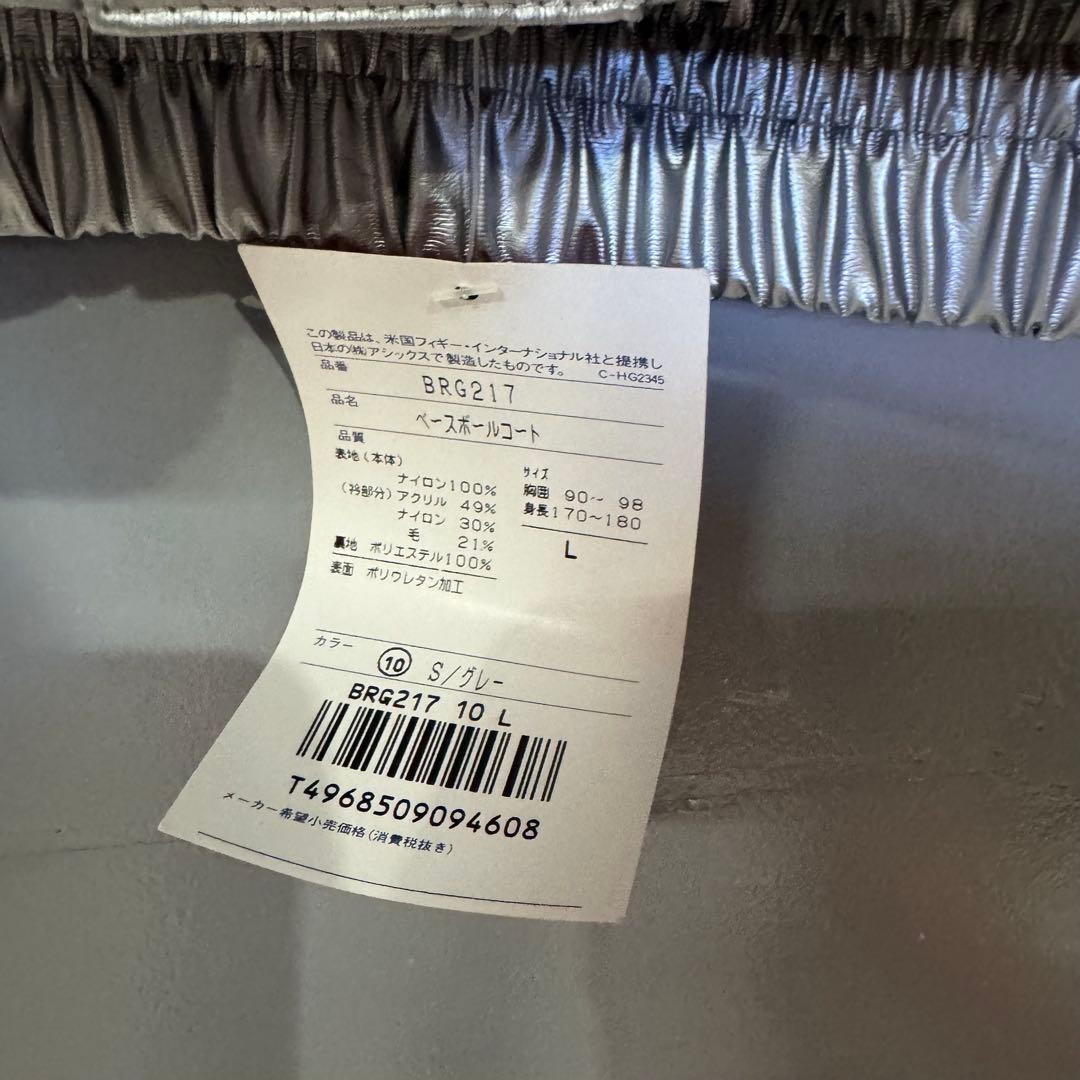 この製品は、米国フィギー・インターナショナル社と提携し
日本の㈱アシックスで製造したものです。 C-HG2345
品番 BRG217
品名 ベースボールコート
品質
表地(本体)
ナイロン100%
(衿部分)アクリル 49%
ナイロン 30%
毛 21%
裏地 ポリエステル100%
表面 ポリウレタン加工
サイズ
胸囲 90～ 98
身長170～180
L
カラー ⑩ S/グレー
BRG217 10 L
T4968509094608
メーカー希望小売価格(消費税抜き)